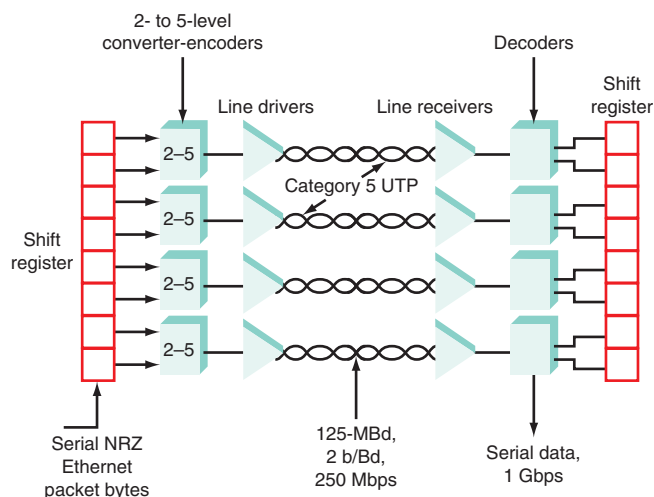 2- to 5-level
converter-encoders
Decoders
Line drivers
Line receivers
Shift
register
2–5
Category 5 UTP
2–5
Shift
register
2–5
2–5
Serial NRZ
Ethernet
packet bytes
125-MBd,
2 b/Bd,
250 Mbps
Serial data,
1 Gbps